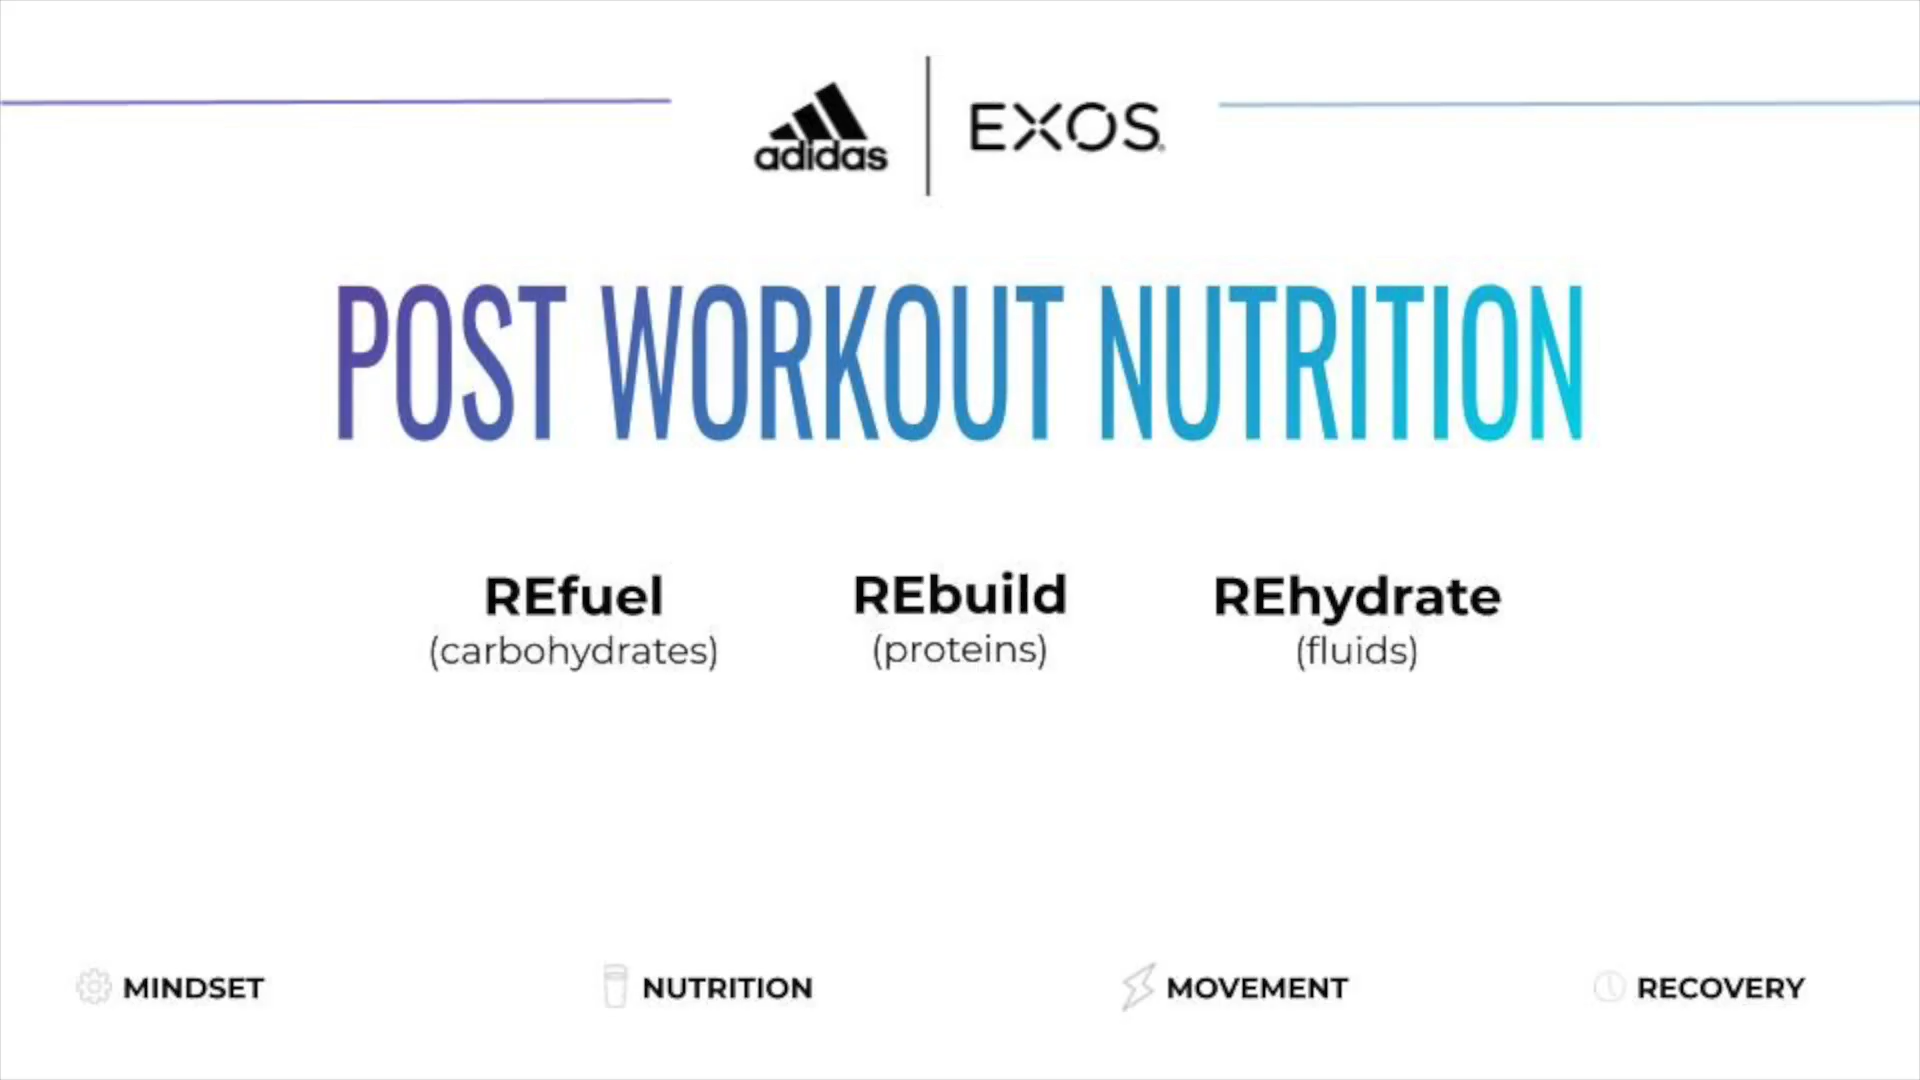 adidas
EXOS
POST WORKOUT NUTRITION
REfuel REbuild REhydrate
(carbohydrates) (proteins) (fluids)
MINDSET NUTRITION MOVEMENT RECOVERY